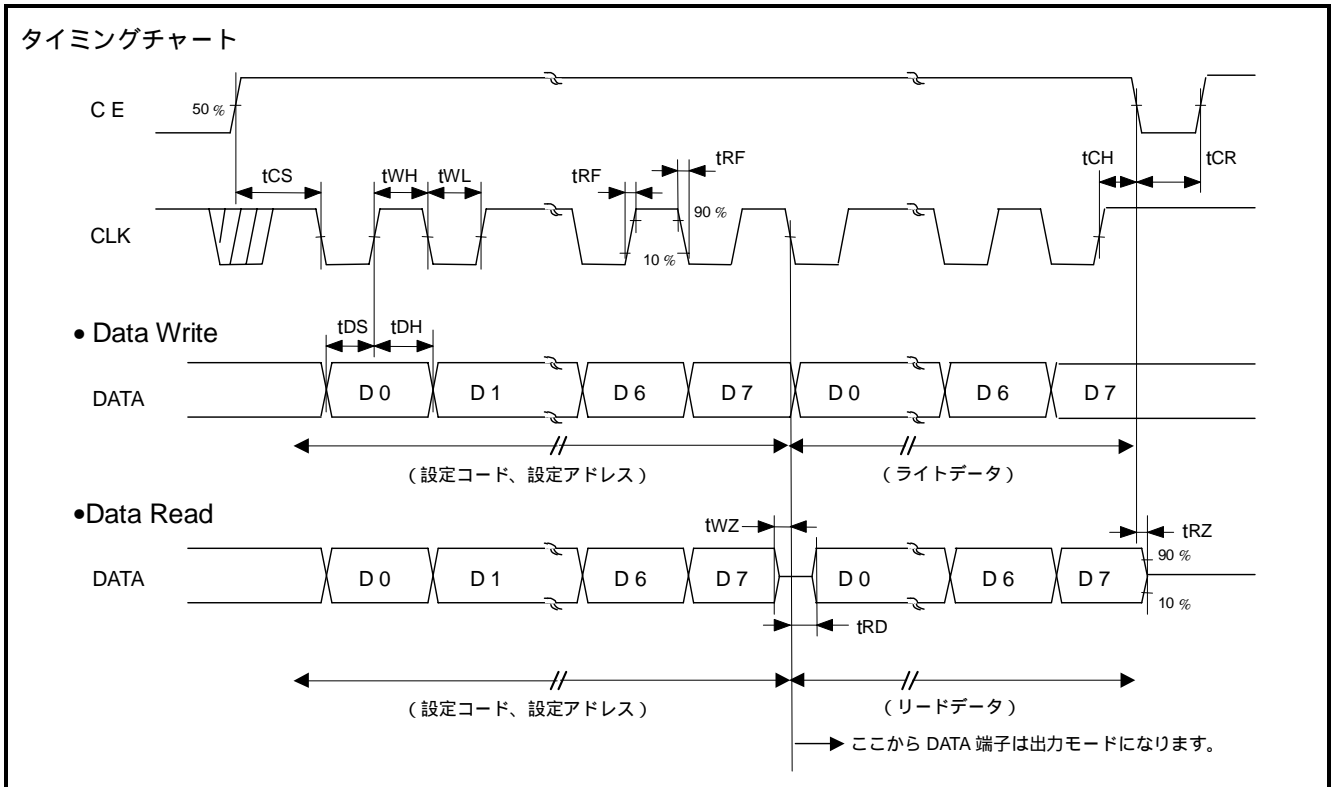 タイミングチャート
C E
50 %
tCS
tWH
tWL
tRF
tRF
tCH
tCR
CLK
90 %
10 %
• Data Write
tDS
tDH
DATA
D 0
D 1
D 6
D 7
D 0
D 6
D 7
(設定コード、設定アドレス)
(ライトデータ)
•Data Read
tWZ
tRZ
DATA
D 0
D 1
D 6
D 7
D 0
D 6
D 7
90 %
10 %
tRD
(設定コード、設定アドレス)
(リードデータ)
ここから DATA 端子は出力モードになります。